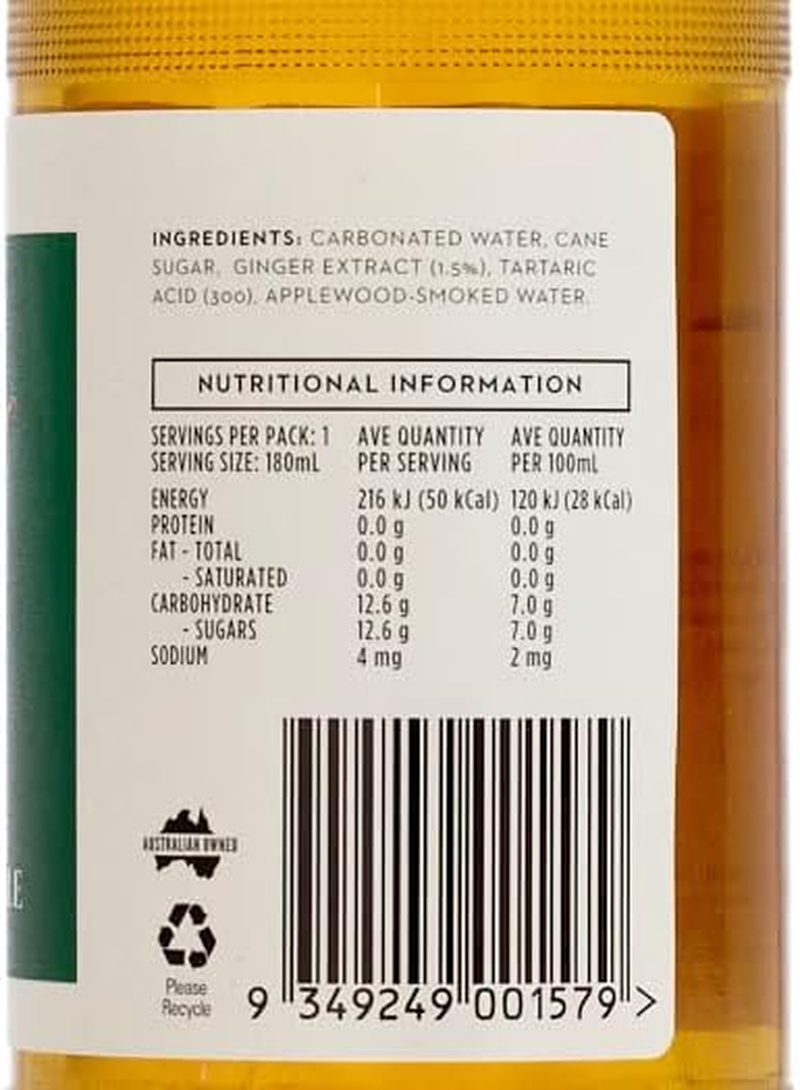 INGREDIENTS: CARBONATED WATER, CANE
SUGAR, GINGER EXTRACT (1.5%), TARTARIC
ACID (300), APPLEWOOD-SMOKED WATER.
NUTRITIONAL INFORMATION
SERVINGS PER PACK: 1 AVE QUANTITY AVE QUANTITY
SERVING SIZE: 180mL PER SERVING PER 100mL
ENERGY 216 kJ (50 kCal) 120 kJ (28 kCal)
PROTEIN 0.0 g 0.0 g
FAT - TOTAL 0.0 g 0.0 g
- SATURATED 0.0 g 0.0 g
CARBOHYDRATE 12.6 g 7.0 g
- SUGARS 12.6 g 7.0 g
SODIUM 4 mg 2 mg
AUSTRALIAN OWNED
Please
Recycle
9 349249 001579 >